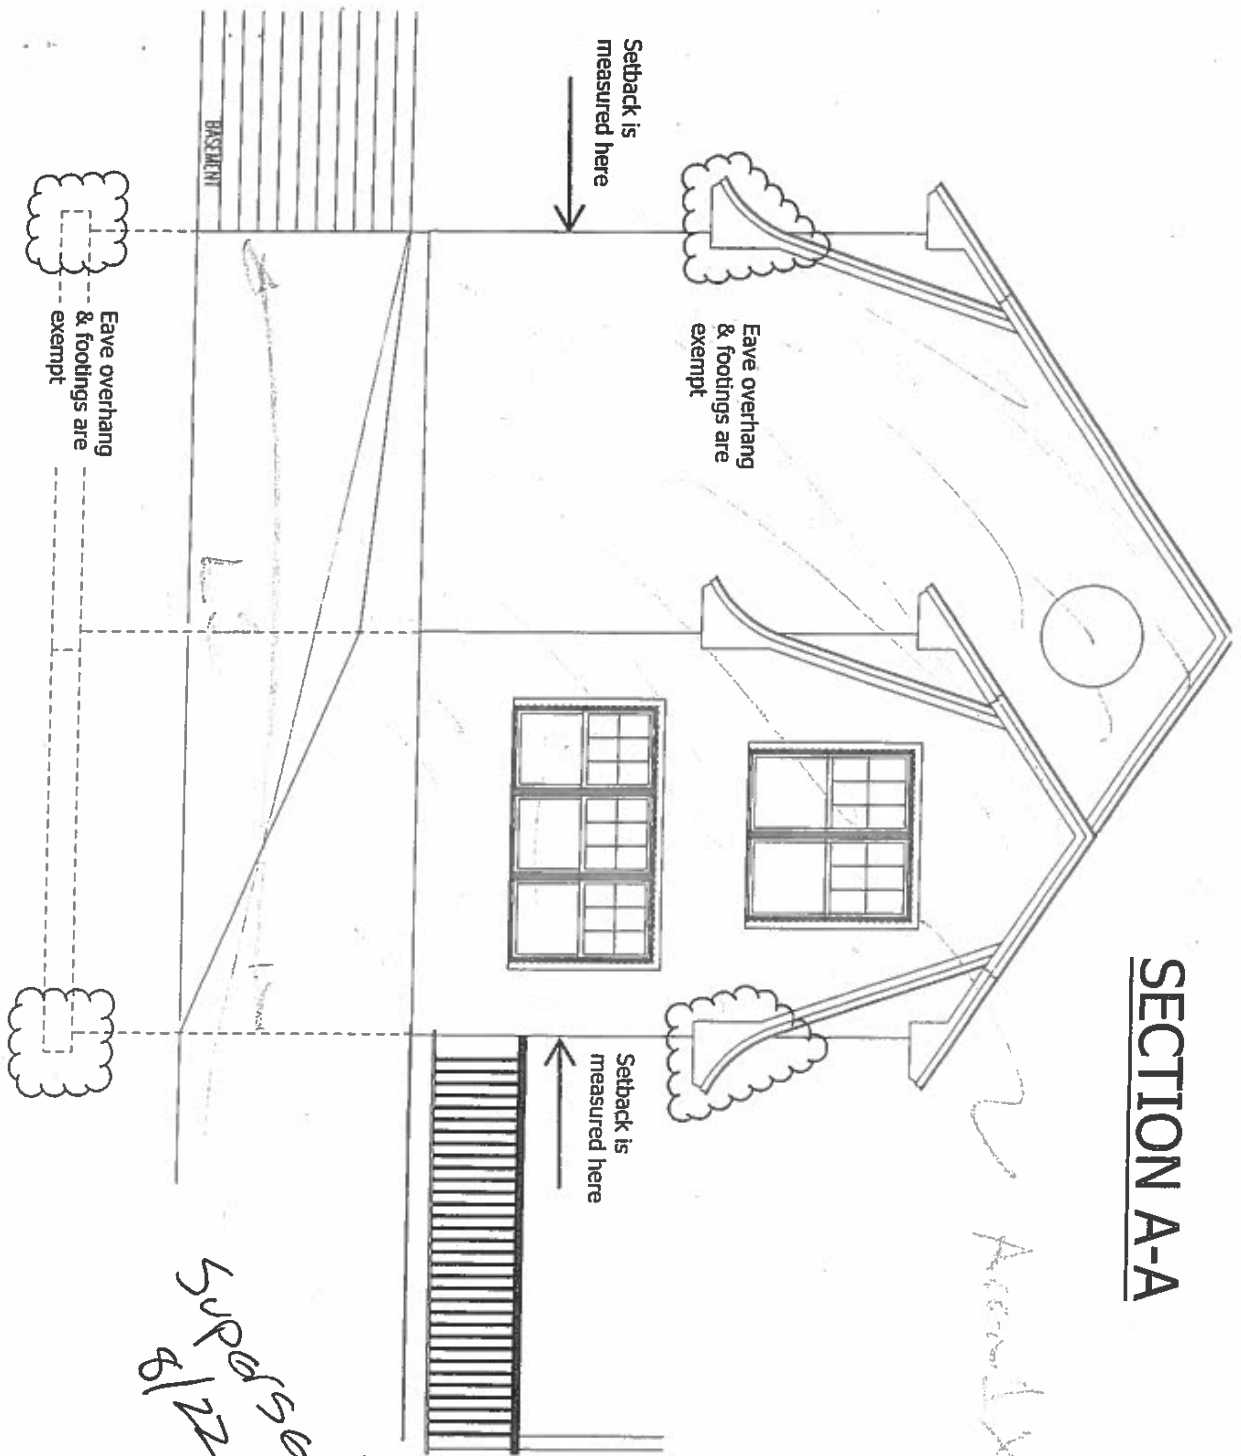 SECTION A-A
Eave overhang
& footings are
exempt
Setback is
measured here
Setback is
measured here
BASEMENT
Eave overhang
& footings are
exempt
8/22